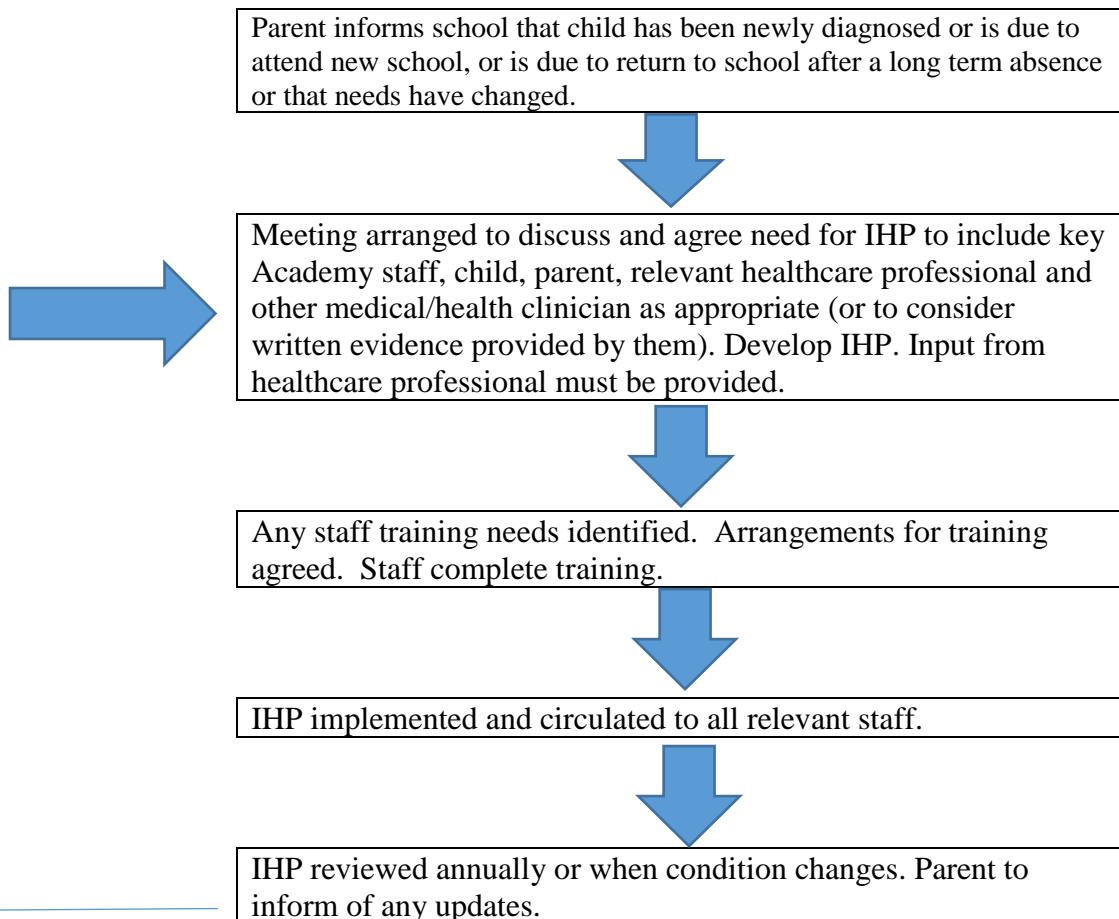 Parent informs school that child has been newly diagnosed or is due to
attend new school, or is due to return to school after a long term absence
or that needs have changed.
Meeting arranged to discuss and agree need for IHP to include key
Academy staff, child, parent, relevant healthcare professional and
other medical/health clinician as appropriate (or to consider
written evidence provided by them). Develop IHP. Input from
healthcare professional must be provided.
Any staff training needs identified.  Arrangements for training
agreed.  Staff complete training.
IHP implemented and circulated to all relevant staff.
IHP reviewed annually or when condition changes. Parent to
inform of any updates.